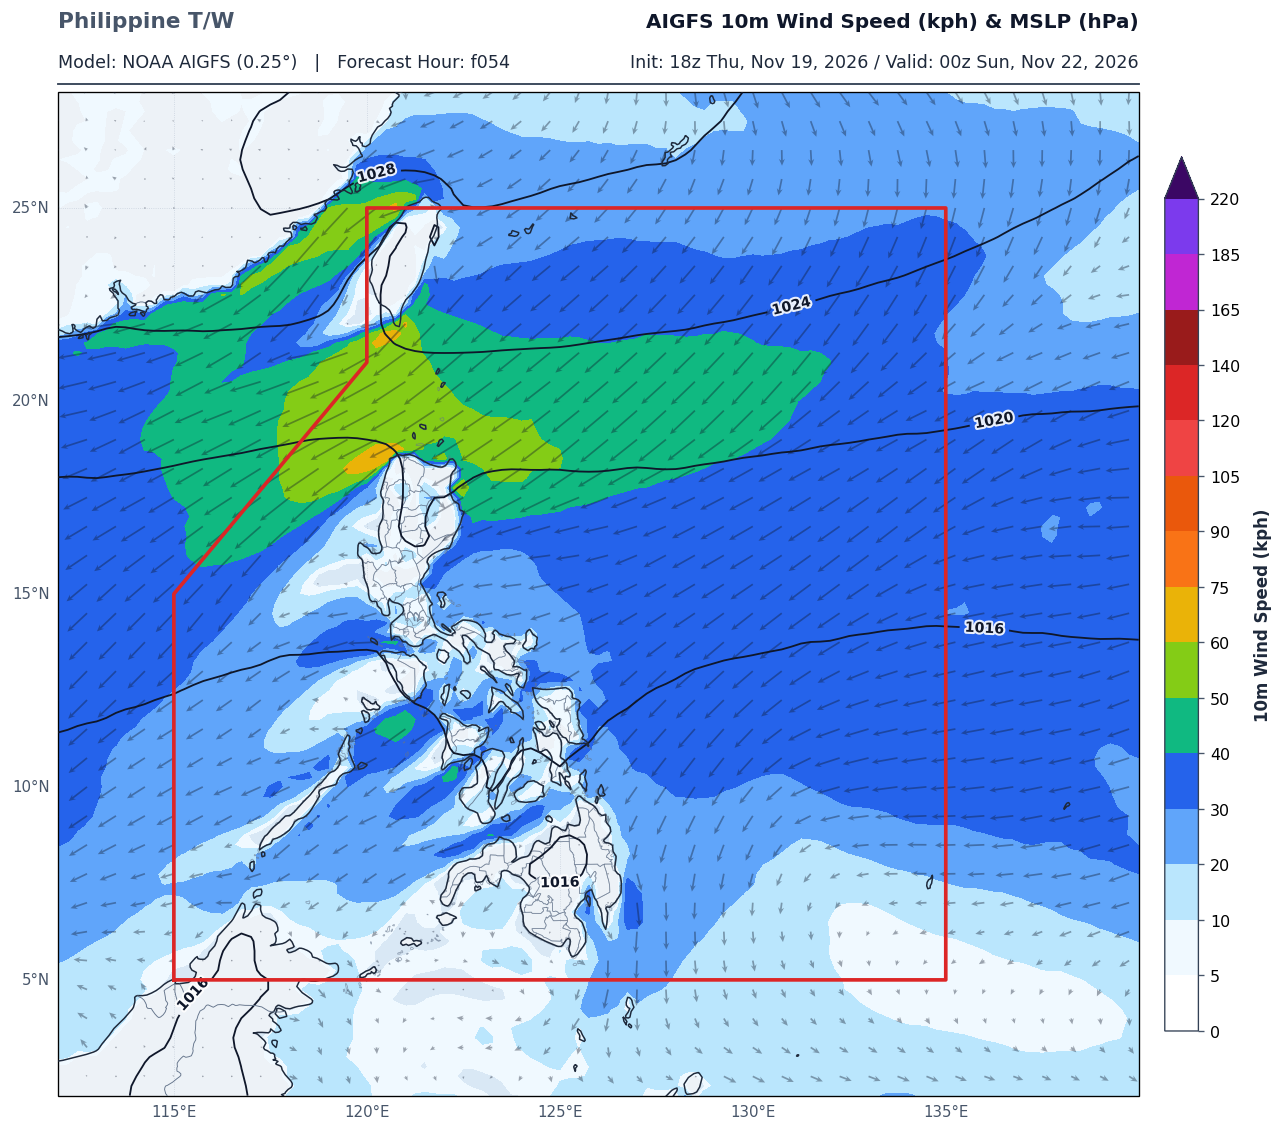 Philippine T/W
AIGFS 10m Wind Speed (kph) & MSLP (hPa)
Model: NOAA AIGFS (0.25°) | Forecast Hour: f054
Init: 18z Thu, Nov 19, 2026 / Valid: 00z Sun, Nov 22, 2026
1028
1024
1020
1016
1016
1016
25°N
20°N
15°N
10°N
5°N
115°E
120°E
125°E
130°E
135°E
220
185
165
140
120
105
90
75
60
50
40
30
20
10
5
0
10m Wind Speed (kph)